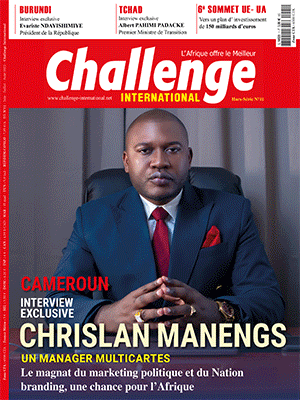 BURUNDI
Interview exclusive
Evariste NDAYISHIMIYE
Président de la République
TCHAD
Interview exclusive
Albert PAHIMI PADACKE
Premier Ministre de Transition
6e SOMMET UE- UA
Vers un plan d'investissement
de 150 milliards d'euros
L'Afrique offre le Meilleur
Challenge
INTERNATIONAL
www.challenge-international.net
Hors-Série N°41
CAMEROUN
INTERVIEW
EXCLUSIVE
CHRISLAN MANENGS
UN MANAGER MULTICARTES
Le magnat du marketing politique et du Nation
branding, une chance pour l'Afrique